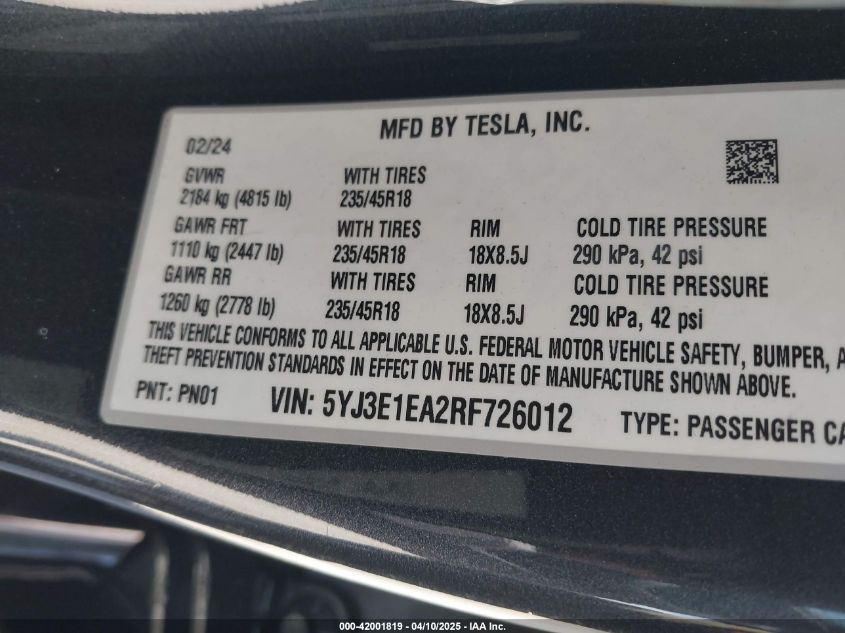 MFD BY TESLA, INC.
02/24
GVWR WITH TIRES
2184 kg (4815 lb) 235/45R18
GAWR FRT WITH TIRES RIM COLD TIRE PRESSURE
1110 kg (2447 lb) 235/45R18 18X8.5J 290 kPa, 42 psi
GAWR RR WITH TIRES RIM COLD TIRE PRESSURE
1260 kg (2778 lb) 235/45R18 18X8.5J 290 kPa, 42 psi
THIS VEHICLE CONFORMS TO ALL APPLICABLE U.S. FEDERAL MOTOR VEHICLE SAFETY, BUMPER, A
THEFT PREVENTION STANDARDS IN EFFECT ON THE DATE OF MANUFACTURE SHOWN ABOVE.
PNT: PN01 VIN: 5YJ3E1EA2RF726012 TYPE: PASSENGER CA
000-42001819 - 04/10/2025 - IAA Inc.